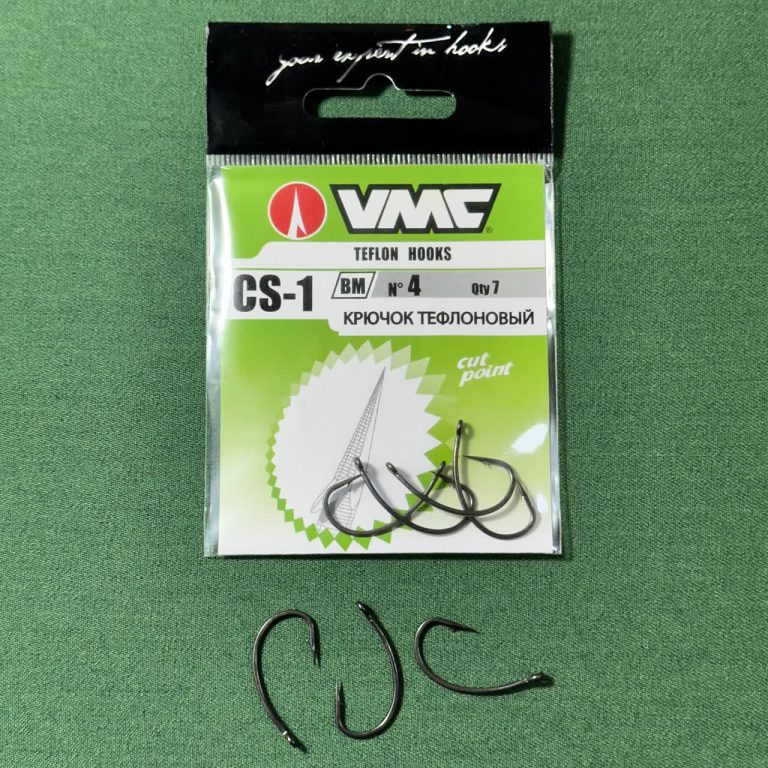 your expert in hooks
VMC®
TEFLON HOOKS
CS-1 BM N° 4 Qty 7
КРЮЧОК ТЕФЛОНОВЫЙ
cut
point